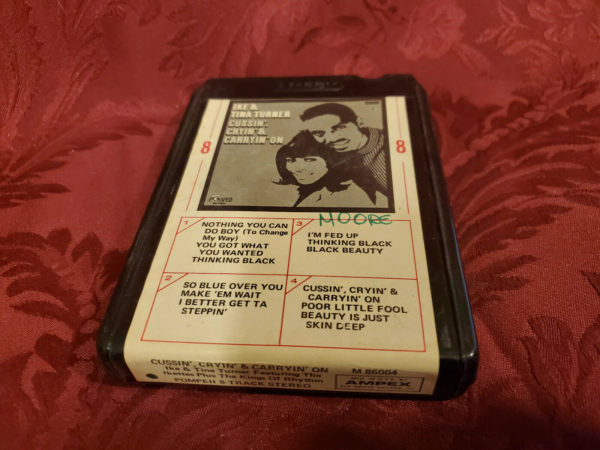 IKE &
TINA TURNER
CUSSIN',
CRYIN' &
CARRYIN' ON
8
8
POMPEII
MOORE
1
NOTHING YOU CAN
DO BOY (To Change
My Way)
YOU GOT WHAT
YOU WANTED
THINKING BLACK
3
I'M FED UP
THINKING BLACK
BLACK BEAUTY
2
SO BLUE OVER YOU
MAKE 'EM WAIT
I BETTER GET TA
STEPPIN'
4
CUSSIN', CRYIN' &
CARRYIN' ON
POOR LITTLE FOOL
BEAUTY IS JUST
SKIN DEEP
CUSSIN', CRYIN' & CARRYIN' ON
Ike & Tina Turner Featuring The
Ikettes Plus The Kings Of Rhythm
POMPEII 8-TRACK STEREO
M 86004
AMPEX